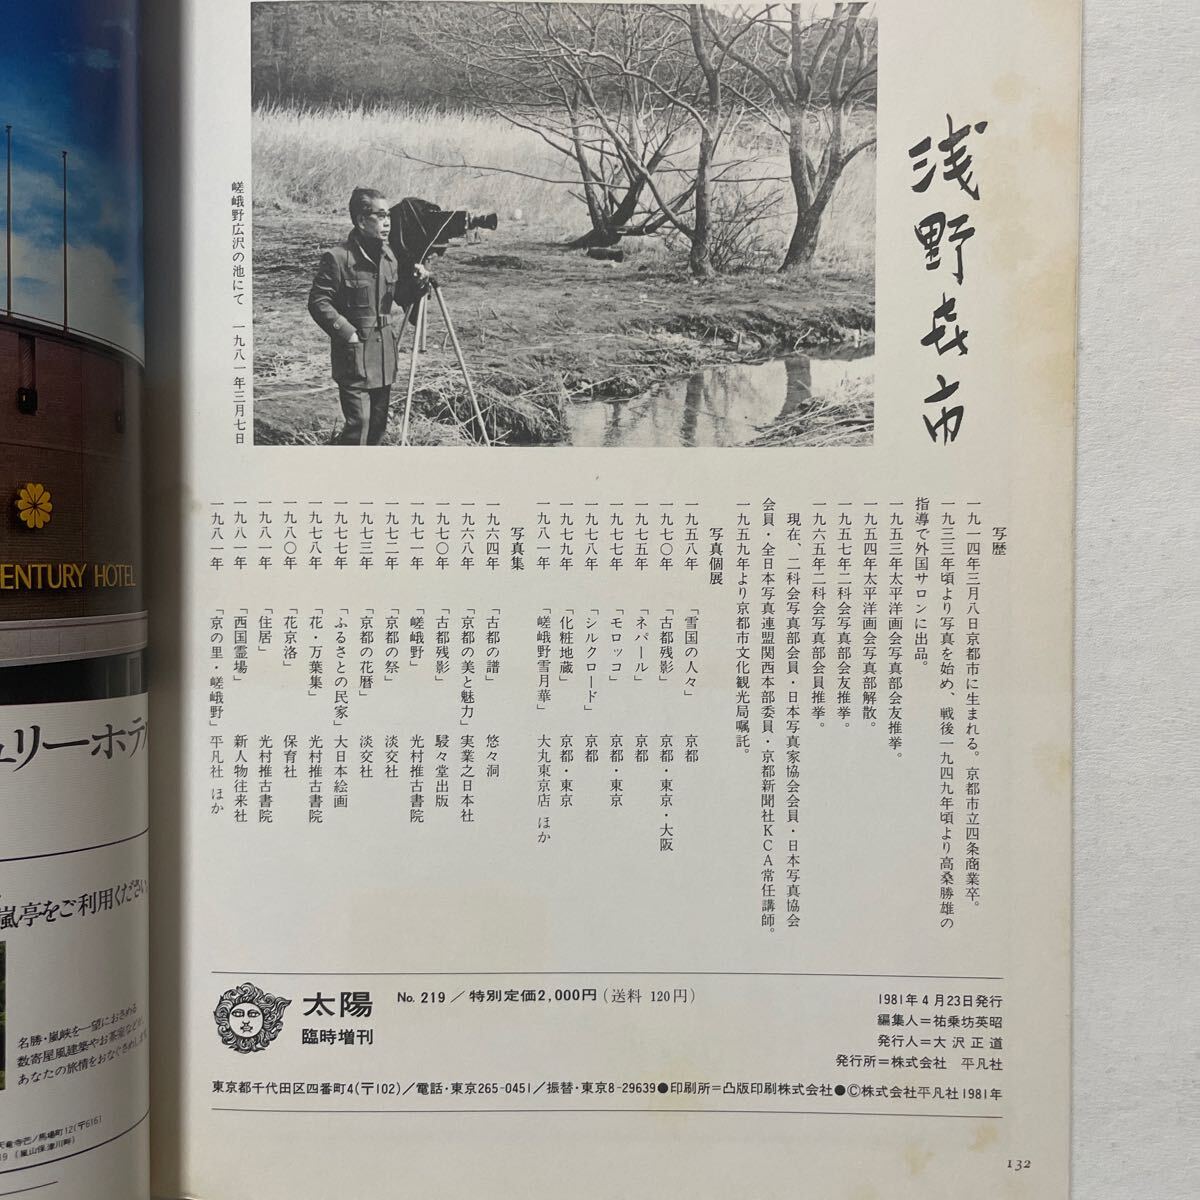 浅野喜市
嵯峨野広沢の池にて 一九八一年三月七日
写歴
一九一四年三月八日京都市に生まれる。京都市立四条商業卒。
一九三三年頃より写真を始め、戦後一九四九年頃より高桑勝雄の
指導で外国サロンに出品。
一九五三年太平洋画会写真部会友推挙。
一九五四年太平洋画会写真部解散。
一九五七年二科会写真部会友推挙。
一九六五年二科会写真部会員推挙。
現在、二科会写真部会員・日本写真家協会会員・日本写真協会
会員・全日本写真連盟関西本部委員・京都新聞社KCA常任講師。
一九五九年より京都市文化観光局嘱託。
写真個展
一九五八年 「雪国の人々」 京都
一九七〇年 「古都残影」 京都・東京・大阪
一九七五年 「ネパール」 京都
一九七七年 「モロッコ」 京都・東京
一九七八年 「シルクロード」 京都
一九七九年 「化粧地蔵」 京都・東京
一九八一年 「嵯峨野雪月華」 大丸東京店 ほか
写真集
一九六四年 「古都の譜」 悠々洞
一九六八年 「京都の美と魅力」 実業之日本社
一九七〇年 「古都残影」 駸々堂出版
一九七一年 「嵯峨野」 光村推古書院
一九七二年 「京都の祭」 淡交社
一九七三年 「京都の花暦」 淡交社
一九七七年 「ふるさとの民家」 大日本絵画
一九七八年 「花・万葉集」 光村推古書院
一九八〇年 「花京洛」 保育社
一九八一年 「住居」 光村推古書院
一九八一年 「西国霊場」 新人物往来社
一九八一年 「京の里・嵯峨野」 平凡社 ほか
太陽
臨時増刊
No. 219／特別定価2,000円(送料 120円)
1981年4月23日発行
編集人＝祐乗坊英昭
発行人＝大沢正道
発行所＝株式会社 平凡社
東京都千代田区四番町4(〒102)／電話・東京265-0451／振替・東京8-29639●印刷所＝凸版印刷株式会社●©株式会社平凡社1981年
132
ENTURY HOTEL
ュリーホテル
嵐亭をご利用ください。
名勝・嵐峡を一望におさめる
数寄屋風建築やお茶室などが、
あなたの旅情をおなぐさめします。
天竜寺芒ノ馬場町12(〒616)
(嵐山保津川畔)